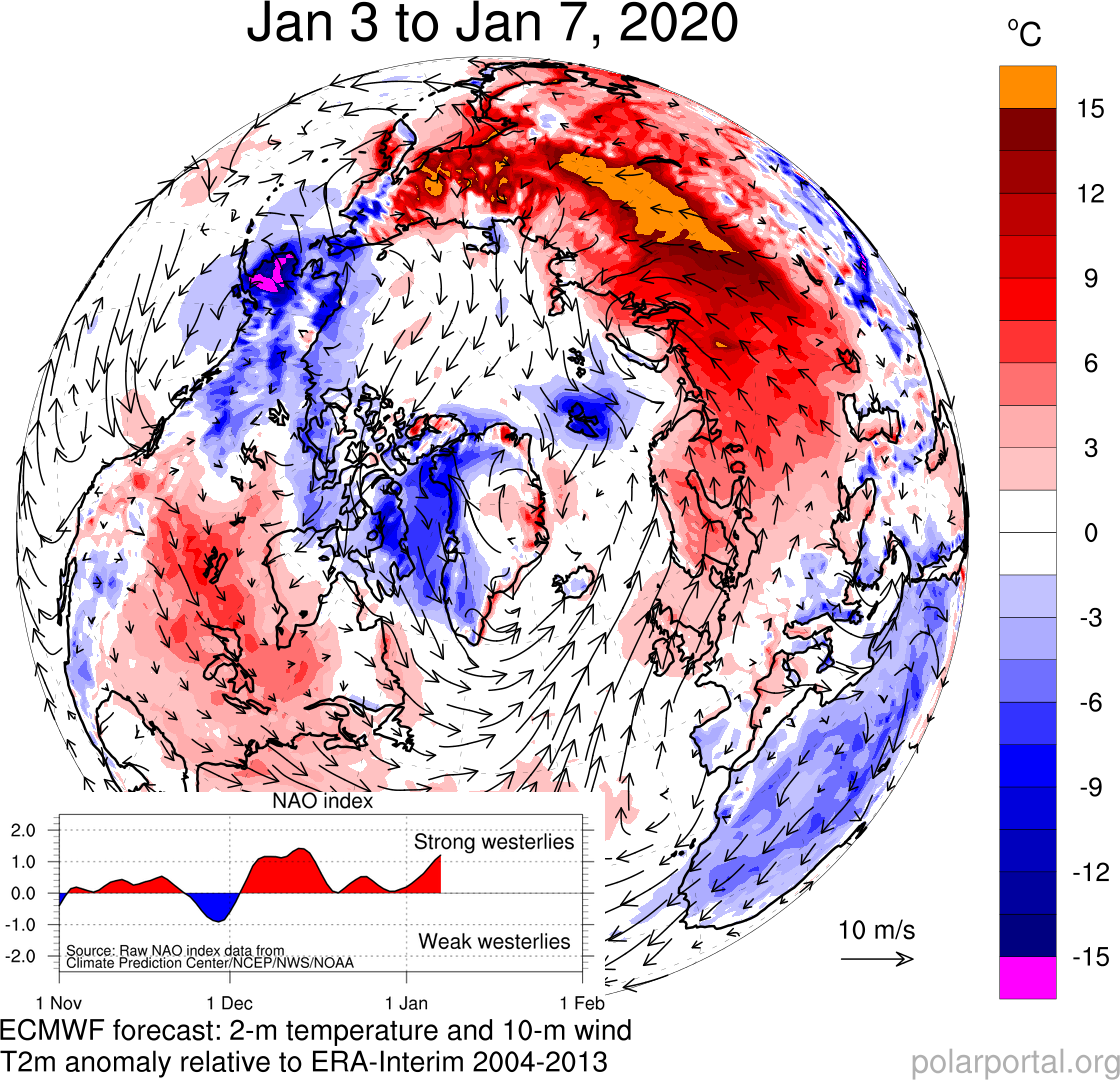 Jan 3 to Jan 7, 2020
oC
15
12
9
6
3
0
-3
-6
-9
-12
-15
10 m/s
NAO index
2.0
1.0
0.0
-1.0
-2.0
Strong westerlies
Weak westerlies
Source: Raw NAO index data from
Climate Prediction Center/NCEP/NWS/NOAA
1 Nov
1 Dec
1 Jan
1 Feb
ECMWF forecast: 2-m temperature and 10-m wind
T2m anomaly relative to ERA-Interim 2004-2013
polarportal.org